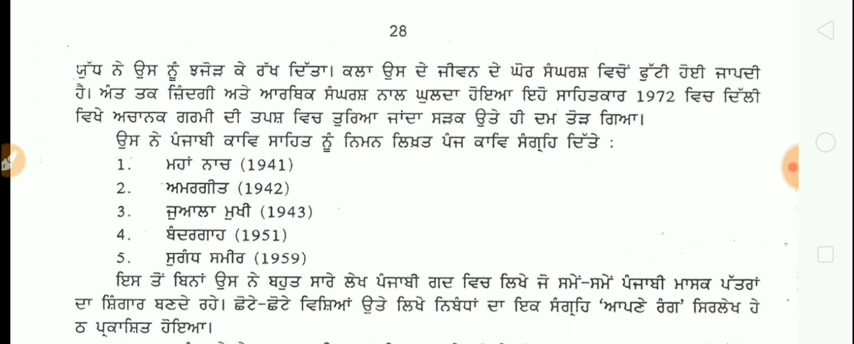 28
ਯੁੱਧ ਨੇ ਉਸ ਨੂੰ ਝਜੋੜ ਕੇ ਰੱਖ ਦਿੱਤਾ। ਕਲਾ ਉਸ ਦੇ ਜੀਵਨ ਦੇ ਘੋਰ ਸੰਘਰਸ਼ ਵਿਚੋਂ ਫੁੱਟੀ ਹੋਈ ਜਾਪਦੀ
ਹੈ। ਅੰਤ ਤਕ ਜ਼ਿੰਦਗੀ ਅਤੇ ਆਰਥਿਕ ਸੰਘਰਸ਼ ਨਾਲ ਘੁਲਦਾ ਹੋਇਆ ਇਹੋ ਸਾਹਿਤਕਾਰ 1972 ਵਿਚ ਦਿੱਲੀ
ਵਿਖੇ ਅਚਾਨਕ ਗਰਮੀ ਦੀ ਤਪਸ਼ ਵਿਚ ਤੁਰਿਆ ਜਾਂਦਾ ਸੜਕ ਉਤੇ ਹੀ ਦਮ ਤੋੜ ਗਿਆ।
ਉਸ ਨੇ ਪੰਜਾਬੀ ਕਾਵਿ ਸਾਹਿਤ ਨੂੰ ਨਿਮਨ ਲਿਖ਼ਤ ਪੰਜ ਕਾਵਿ ਸੰਗ੍ਰਹਿ ਦਿੱਤੇ :
1. ਮਹਾਂ ਨਾਚ (1941)
2. ਅਮਰਗੀਤ (1942)
3. ਜੁਆਲਾ ਮੁਖੀ (1943)
4. ਬੰਦਰਗਾਹ (1951)
5. ਸੁਗੰਧ ਸਮੀਰ (1959)
ਇਸ ਤੋਂ ਬਿਨਾਂ ਉਸ ਨੇ ਬਹੁਤ ਸਾਰੇ ਲੇਖ ਪੰਜਾਬੀ ਗਦ ਵਿਚ ਲਿਖੇ ਜੋ ਸਮੇਂ-ਸਮੇਂ ਪੰਜਾਬੀ ਮਾਸਕ ਪੱਤਰਾਂ
ਦਾ ਸ਼ਿੰਗਾਰ ਬਣਦੇ ਰਹੇ। ਛੋਟੇ-ਛੋਟੇ ਵਿਸ਼ਿਆਂ ਉਤੇ ਲਿਖੇ ਨਿਬੰਧਾਂ ਦਾ ਇਕ ਸੰਗ੍ਰਹਿ ‘ਆਪਣੇ ਰੰਗ’ ਸਿਰਲੇਖ ਹੇ
ਠ ਪ੍ਰਕਾਸ਼ਿਤ ਹੋਇਆ।